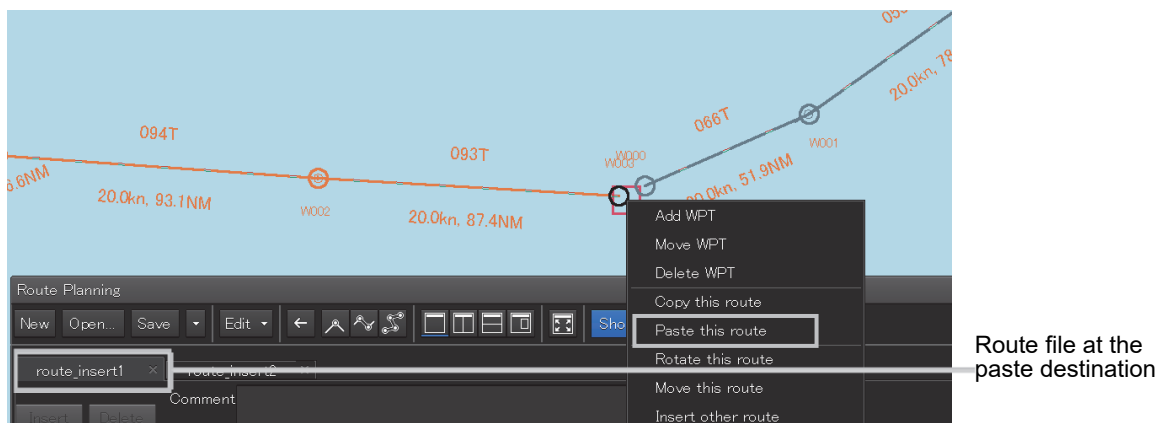 094T
6.6NM
20.0kn, 93.1NM
W002
093T
20.0kn, 87.4NM
W003
W000
066T
W001
51.9NM
20.0kn, 78
Add WPT
Move WPT
Delete WPT
Copy this route
Paste this route
Rotate this route
Move this route
Insert other route
Route Planning
New Open... Save Edit
Sho
route_insert1 × route_insert2 ×
Insert Delete Comment
Route file at the
paste destination